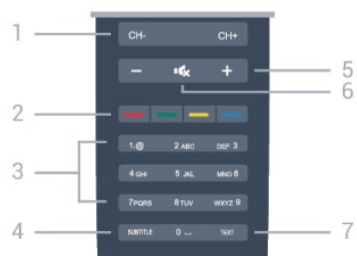 1 CH- CH+
− + 5
6
2
1.@ 2 ABC DEF 3
3 4 GHI 5 JKL MNO 6
7PQRS 8 TUV WXYZ 9
4 SUBTITLE 0 TEXT 7